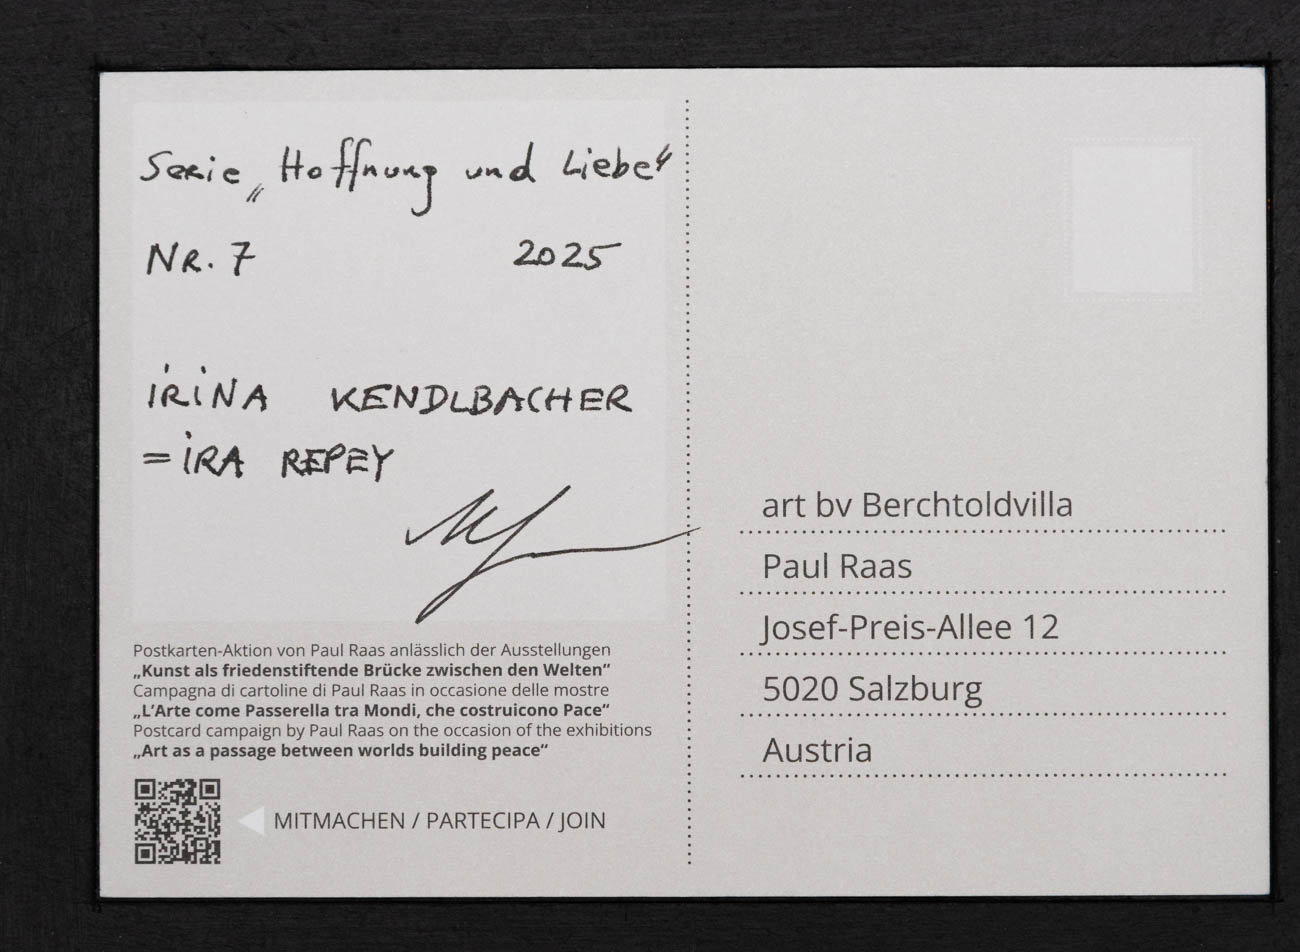 Serie „Hoffnung und Liebe“
NR. 7 2025
IRINA KENDLBACHER
= IRA REPEY
Postkarten-Aktion von Paul Raas anlässlich der Ausstellungen
„Kunst als friedenstiftende Brücke zwischen den Welten“
Campagna di cartoline di Paul Raas in occasione delle mostre
„L’Arte come Passerella tra Mondi, che costruicono Pace“
Postcard campaign by Paul Raas on the occasion of the exhibitions
„Art as a passage between worlds building peace“
MITMACHEN / PARTECIPA / JOIN
art bv Berchtoldvilla
Paul Raas
Josef-Preis-Allee 12
5020 Salzburg
Austria